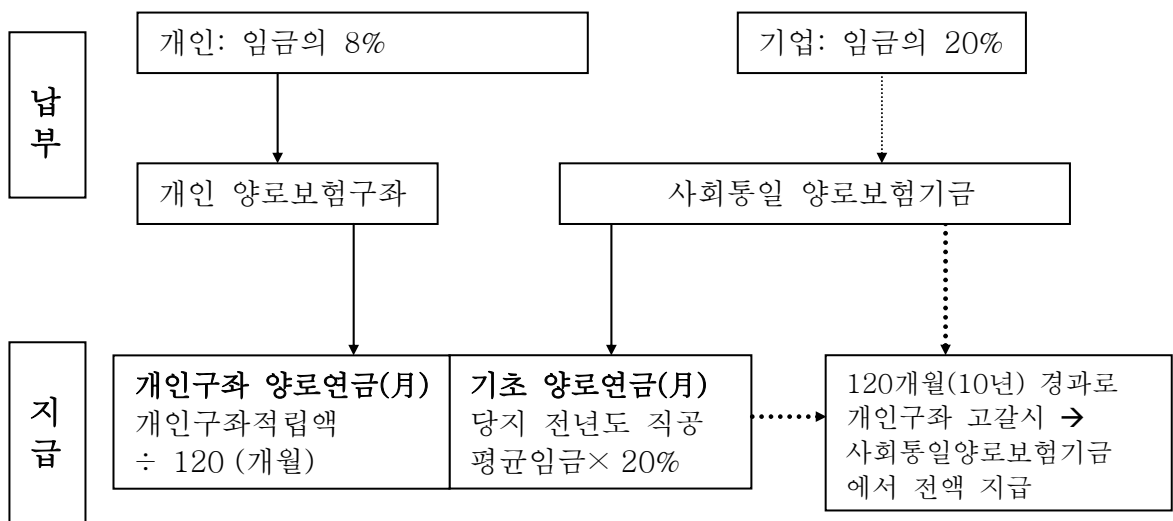 납
부
개인: 임금의 8%
기업: 임금의 20%
개인 양로보험구좌
사회통일 양로보험기금
지
급
개인구좌 양로연금(月)
개인구좌적립액
÷ 120 (개월)
기초 양로연금(月)
당지 전년도 직공
평균임금× 20%
120개월(10년) 경과로
개인구좌 고갈시 →
사회통일양로보험기금
에서 전액 지급